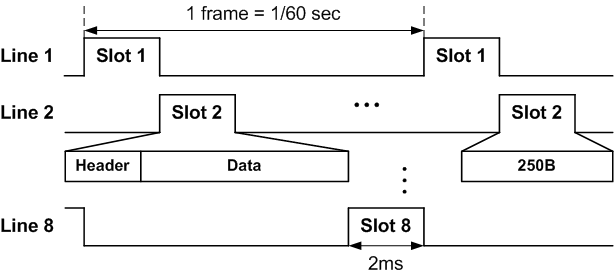 1 frame = 1/60 sec
Line 1 Slot 1 Slot 1
Line 2 Slot 2 ... Slot 2
Header Data 250B
Line 8 Slot 8
2ms